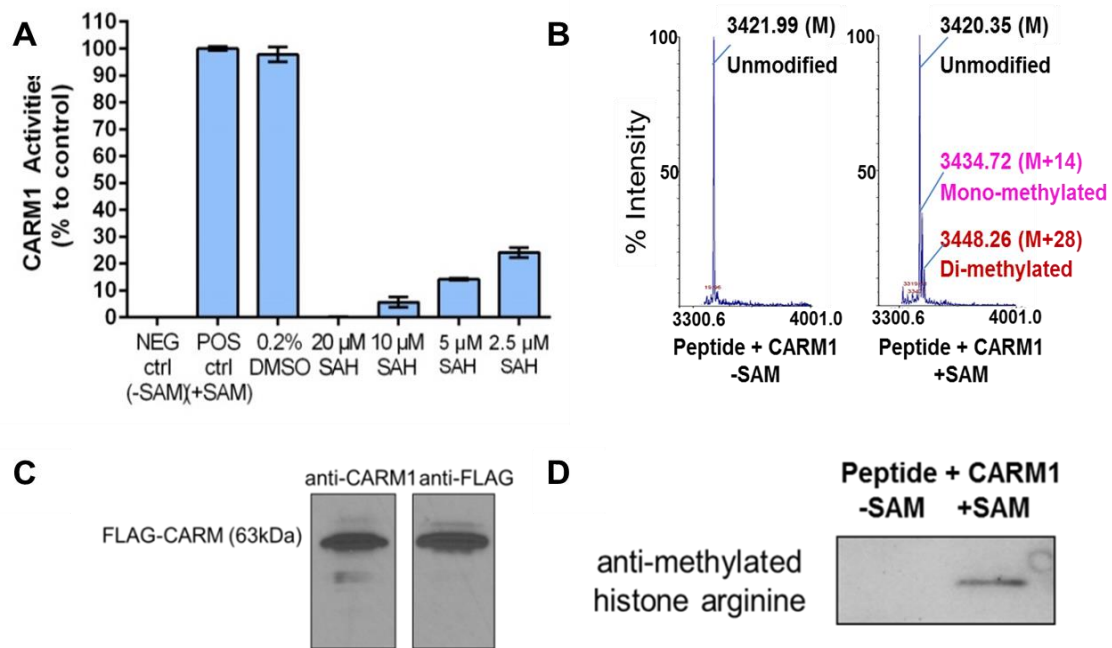 A
CARM1 Activities
(% to control)
110
100
90
80
70
60
50
40
30
20
10
0
NEG ctrl (-SAM)
POS ctrl (+SAM)
0.2% DMSO
20 µM SAH
10 µM SAH
5 µM SAH
2.5 µM SAH
B
% Intensity
100
50
3421.99 (M)
Unmodified
3300.6
4001.0
Peptide + CARM1
-SAM
100
50
3420.35 (M)
Unmodified
3434.72 (M+14)
Mono-methylated
3448.26 (M+28)
Di-methylated
3300.6
4001.0
Peptide + CARM1
+SAM
C
anti-CARM1 anti-FLAG
FLAG-CARM (63kDa)
D
Peptide + CARM1
-SAM +SAM
anti-methylated
histone arginine